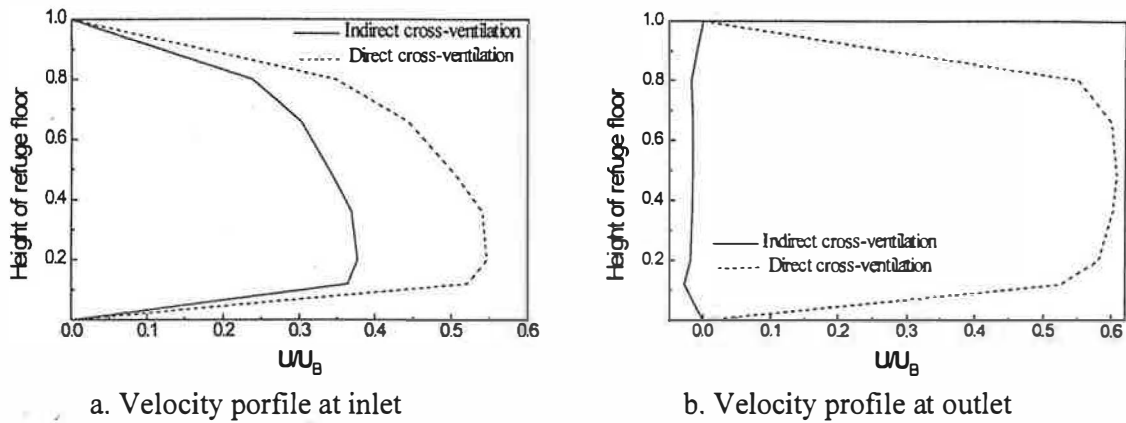 1.0
0.8
0.6
0.4
0.2
0.0 0.1 0.2 0.3 0.4 0.5 0.6
Height of refuge floor
U/U_B
Indirect cross-ventilation
Direct cross-ventilation
a. Velocity porfile at inlet
1.0
0.8
0.6
0.4
0.2
0.0 0.1 0.2 0.3 0.4 0.5 0.6
Height of refuge floor
U/U_B
Indirect cross-ventilation
Direct cross-ventilation
b. Velocity profile at outlet